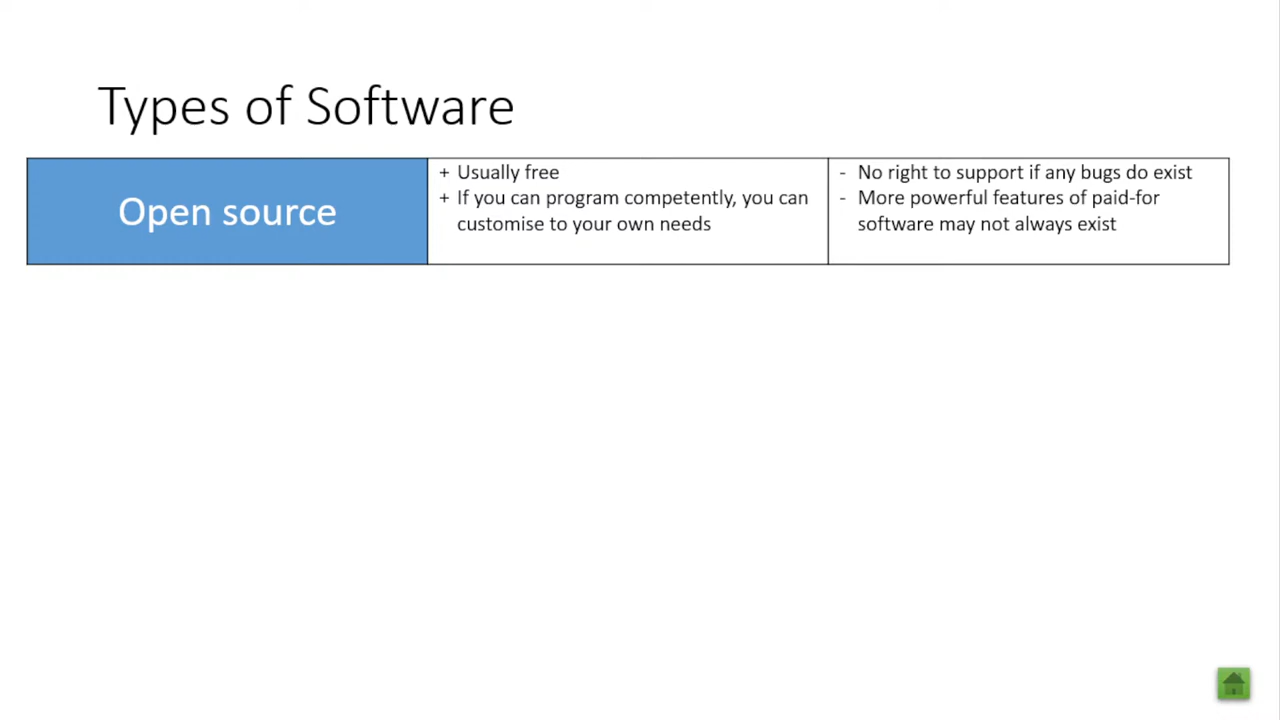 Types of Software
Open source
+ Usually free
+ If you can program competently, you can
customise to your own needs
- No right to support if any bugs do exist
- More powerful features of paid-for
software may not always exist